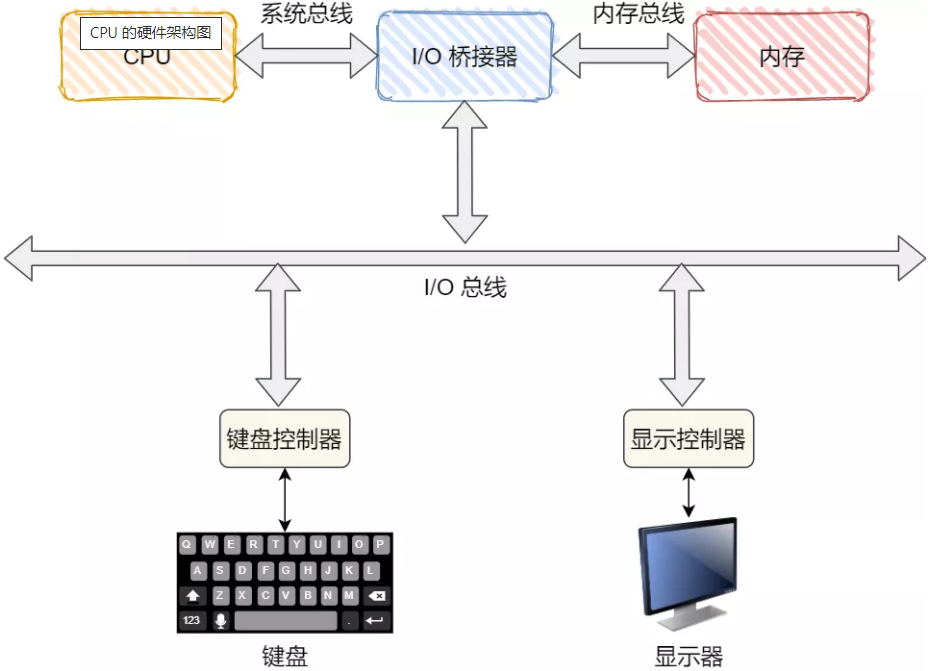 系统总线
内存总线
CPU 的硬件架构图
CPU
I/O 桥接器
内存
I/O 总线
键盘控制器
显示控制器
Q W E R T Y U I O P
A S D F G H J K L
Z X C V B N M
123 .
键盘
显示器